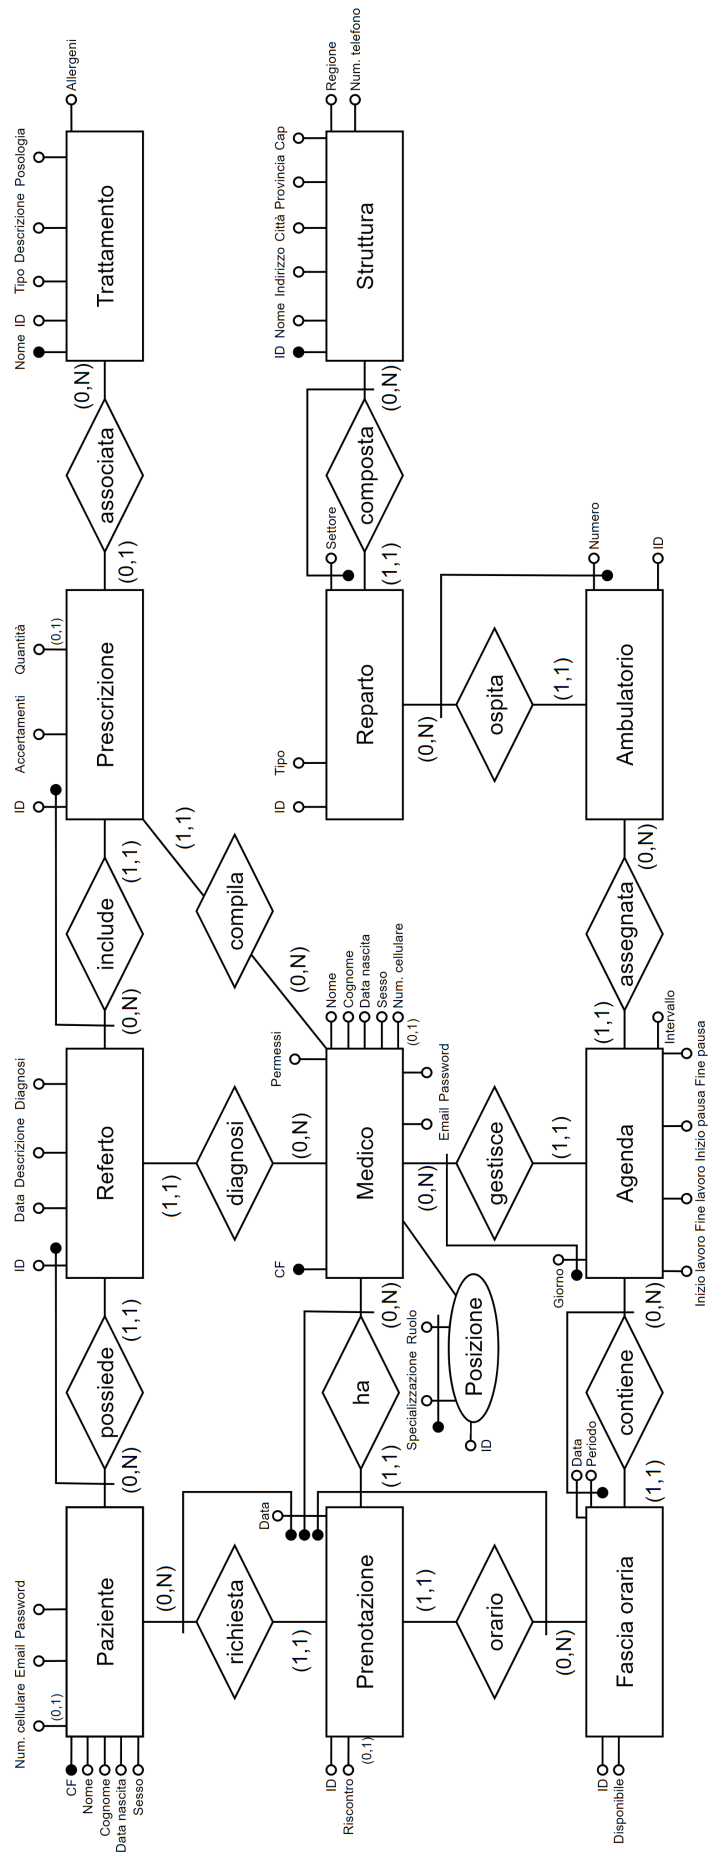 Num. cellulare Email Password
(0,1)
CF
Nome
Cognome
Data nascita
Sesso
Paziente
(0,N)
possiede
(1,1)
ID
Data Descrizione Diagnosi
Referto
(0,N)
include
(1,1)
ID
Accertamenti
Quantità
(0,1)
Prescrizione
(0,1)
associata
(0,N)
Nome ID Tipo Descrizione Posologia
Allergeni
Trattamento
(0,N)
richiesta
(1,1)
(1,1)
diagnosi
(0,N)
(1,1)
compila
(0,N)
Data
ID
Riscontro
(0,1)
Prenotazione
(1,1)
ha
(0,N)
CF
Permessi
Nome
Cognome
Data nascita
Sesso
Num. cellulare
(0,1)
Medico
Email Password
Specializzazione Ruolo
Posizione
ID
ID
Tipo
Settore
Reparto
(1,1)
composta
(0,N)
ID Nome Indirizzo Città Provincia Cap
Regione
Num. telefono
Struttura
(1,1)
orario
(0,N)
(0,N)
gestisce
(1,1)
(0,N)
ospita
(1,1)
Data
Periodo
ID
Disponibile
Fascia oraria
(1,1)
contiene
(0,N)
Giorno
Agenda
Intervallo
Inizio lavoro Fine lavoro Inizio pausa Fine pausa
(1,1)
assegnata
(0,N)
Ambulatorio
Numero
ID